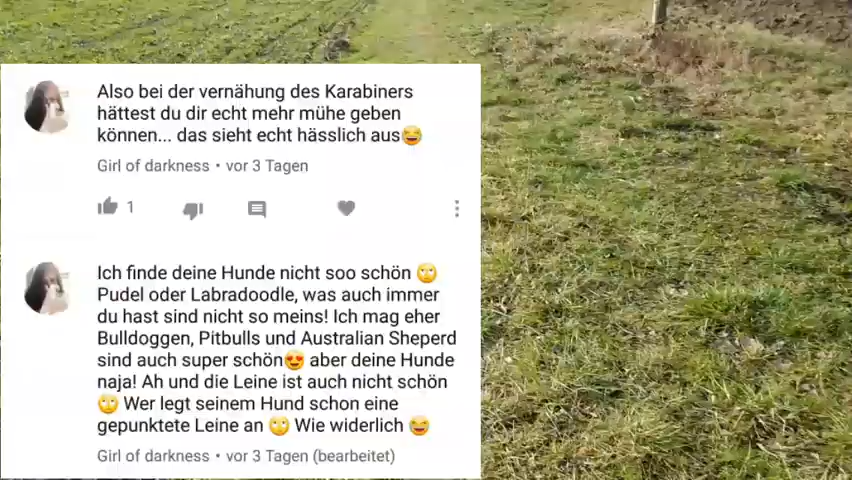 Also bei der vernähung des Karabiners
hättest du dir echt mehr mühe geben
können... das sieht echt hässlich aus😂
Girl of darkness • vor 3 Tagen
1
Ich finde deine Hunde nicht soo schön 🙄
Pudel oder Labradoodle, was auch immer
du hast sind nicht so meins! Ich mag eher
Bulldoggen, Pitbulls und Australian Sheperd
sind auch super schön😍 aber deine Hunde
naja! Ah und die Leine ist auch nicht schön
🙄 Wer legt seinem Hund schon eine
gepunktete Leine an 🙄 Wie widerlich 😂
Girl of darkness • vor 3 Tagen (bearbeitet)